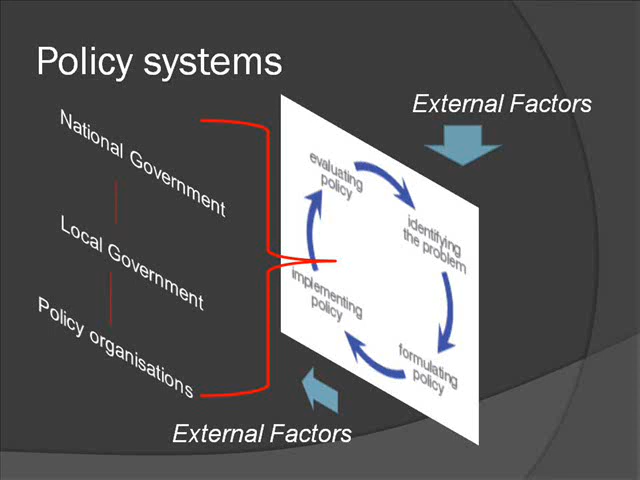 Policy systems
External Factors
National Government
Local Government
Policy organisations
evaluating
policy
identifying
the problem
formulating
policy
implementing
policy
External Factors